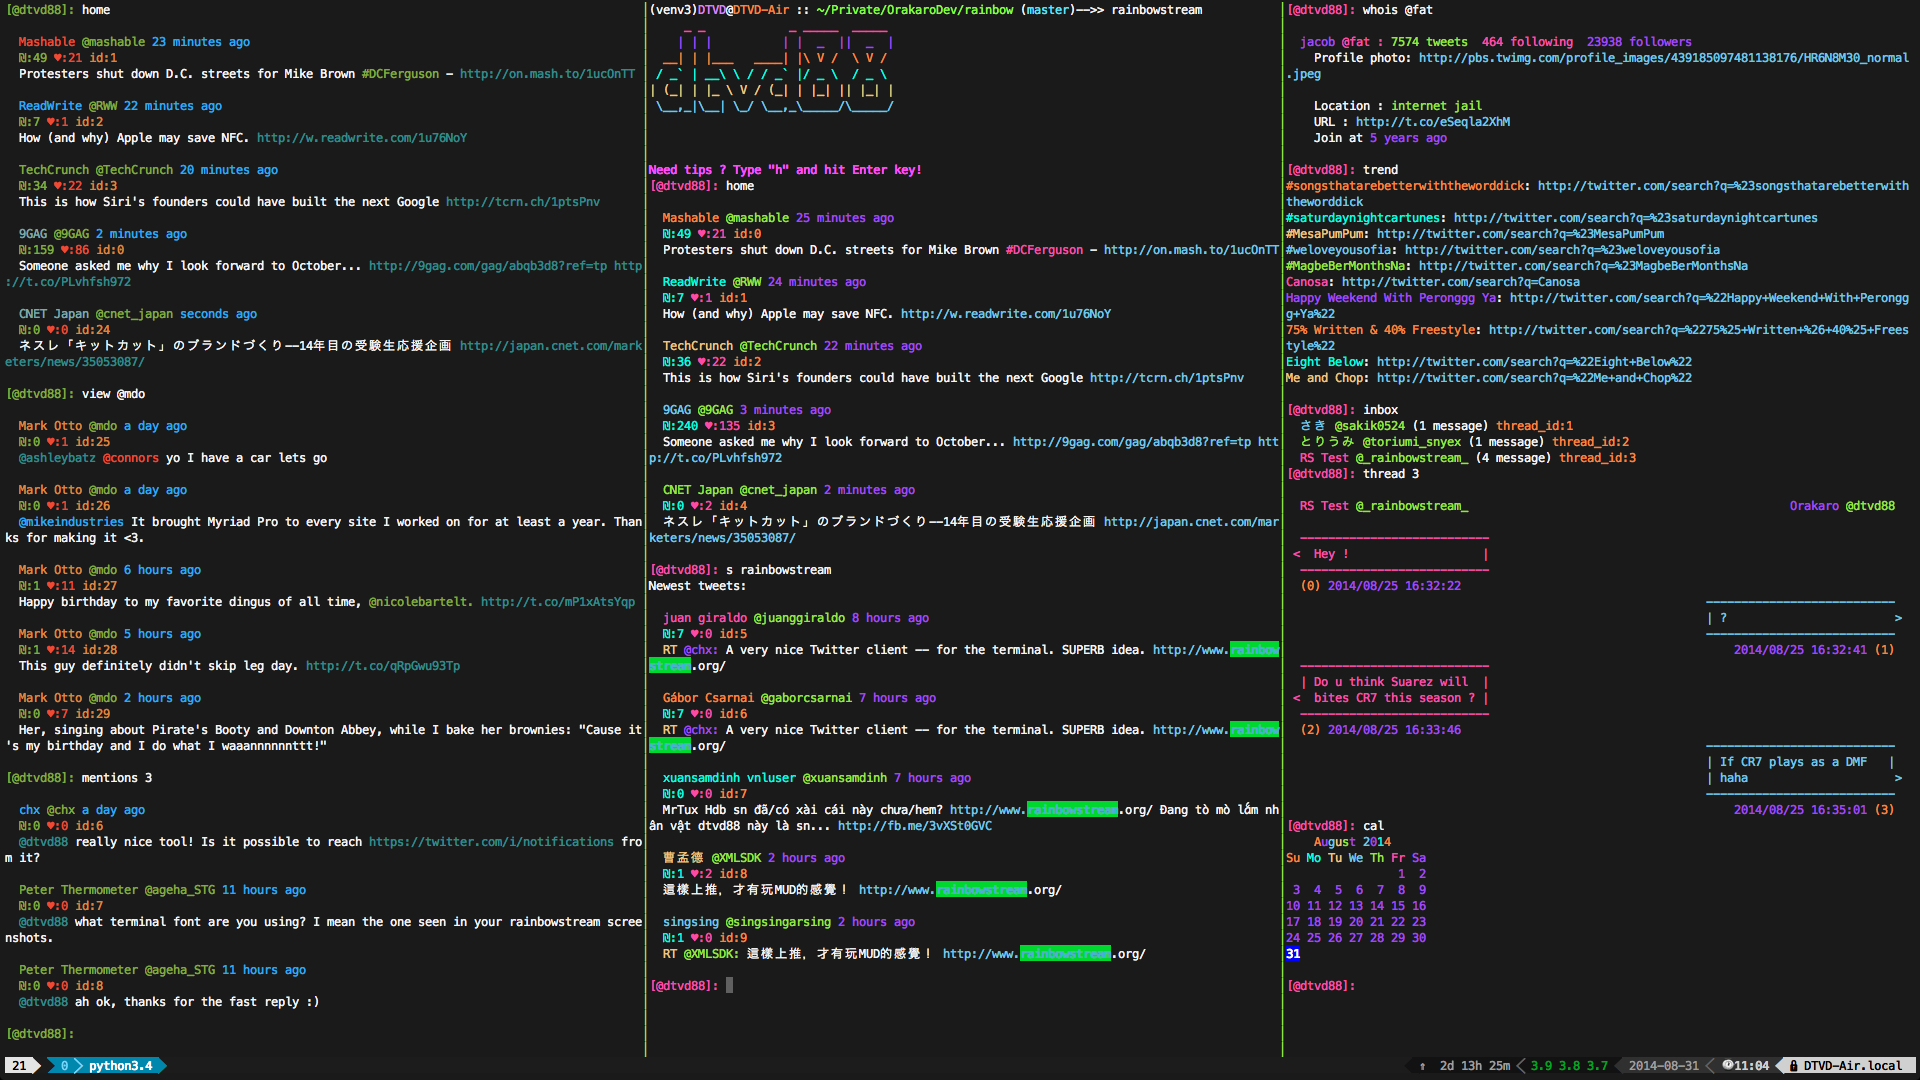 [@dtvd88]: home
Mashable @mashable 23 minutes ago
₪:49 ♥:21 id:1
Protesters shut down D.C. streets for Mike Brown #DCFerguson – http://on.mash.to/1ucOnTT
ReadWrite @RWW 22 minutes ago
₪:7 ♥:1 id:2
How (and why) Apple may save NFC. http://w.readwrite.com/1u76NoY
TechCrunch @TechCrunch 20 minutes ago
₪:34 ♥:22 id:3
This is how Siri's founders could have built the next Google http://tcrn.ch/1ptsPnv
9GAG @9GAG 2 minutes ago
₪:159 ♥:86 id:0
Someone asked me why I look forward to October... http://9gag.com/gag/abqb3d8?ref=tp http
://t.co/PLvhfsh972
CNET Japan @cnet_japan seconds ago
₪:0 ♥:0 id:24
ネスレ「キットカット」のブランドづくり——14年目の受験生応援企画 http://japan.cnet.com/mark
eters/news/35053087/
[@dtvd88]: view @mdo
Mark Otto @mdo a day ago
₪:0 ♥:1 id:25
@ashleybatz @connors yo I have a car lets go
Mark Otto @mdo a day ago
₪:0 ♥:1 id:26
@mikeindustries It brought Myriad Pro to every site I worked on for at least a year. Than
ks for making it <3.
Mark Otto @mdo 6 hours ago
₪:1 ♥:11 id:27
Happy birthday to my favorite dingus of all time, @nicolebartelt. http://t.co/mP1xAtsYqp
Mark Otto @mdo 5 hours ago
₪:1 ♥:14 id:28
This guy definitely didn't skip leg day. http://t.co/qRpGwu93Tp
Mark Otto @mdo 2 hours ago
₪:0 ♥:7 id:29
Her, singing about Pirate's Booty and Downton Abbey, while I bake her brownies: "Cause it
's my birthday and I do what I waaannnnnnttt!"
[@dtvd88]: mentions 3
chx @chx a day ago
₪:0 ♥:0 id:6
@dtvd88 really nice tool! Is it possible to reach https://twitter.com/i/notifications fro
m it?
Peter Thermometer @ageha_STG 11 hours ago
₪:0 ♥:0 id:7
@dtvd88 what terminal font are you using? I mean the one seen in your rainbowstream scree
nshots.
Peter Thermometer @ageha_STG 11 hours ago
₪:0 ♥:0 id:8
@dtvd88 ah ok, thanks for the fast reply :)
[@dtvd88]:
(venv3)DTVD@DTVD-Air :: ~/Private/OrakaroDev/rainbow (master)-->> rainbowstream
dtvd88
Need tips ? Type "h" and hit Enter key!
[@dtvd88]: home
Mashable @mashable 25 minutes ago
₪:49 ♥:21 id:0
Protesters shut down D.C. streets for Mike Brown #DCFerguson – http://on.mash.to/1ucOnTT
ReadWrite @RWW 24 minutes ago
₪:7 ♥:1 id:1
How (and why) Apple may save NFC. http://w.readwrite.com/1u76NoY
TechCrunch @TechCrunch 22 minutes ago
₪:36 ♥:22 id:2
This is how Siri's founders could have built the next Google http://tcrn.ch/1ptsPnv
9GAG @9GAG 3 minutes ago
₪:240 ♥:135 id:3
Someone asked me why I look forward to October... http://9gag.com/gag/abqb3d8?ref=tp htt
p://t.co/PLvhfsh972
CNET Japan @cnet_japan 2 minutes ago
₪:0 ♥:2 id:4
ネスレ「キットカット」のブランドづくり——14年目の受験生応援企画 http://japan.cnet.com/mar
keters/news/35053087/
[@dtvd88]: s rainbowstream
Newest tweets:
juan giraldo @juanggiraldo 8 hours ago
₪:7 ♥:0 id:5
RT @chx: A very nice Twitter client —— for the terminal. SUPERB idea. http://www.rainbow
stream.org/
Gábor Csarnai @gaborcsarnai 7 hours ago
₪:7 ♥:0 id:6
RT @chx: A very nice Twitter client —— for the terminal. SUPERB idea. http://www.rainbow
stream.org/
xuansamdinh vnluser @xuansamdinh 7 hours ago
₪:0 ♥:0 id:7
MrTux Hdb sn đã/có xài cái này chưa/hem? http://www.rainbowstream.org/ Đang tò mò lắm nh
ân vật dtvd88 này là sn... http://fb.me/3vXSt0GVC
曹孟德 @XMLSDK 2 hours ago
₪:1 ♥:2 id:8
這樣上推，才有玩MUD的感覺！ http://www.rainbowstream.org/
singsing @singsingarsing 2 hours ago
₪:1 ♥:0 id:9
RT @XMLSDK: 這樣上推，才有玩MUD的感覺！ http://www.rainbowstream.org/
[@dtvd88]:
[@dtvd88]: whois @fat
jacob @fat : 7574 tweets 464 following 23938 followers
Profile photo: http://pbs.twimg.com/profile_images/439185097481138176/HR6N8M30_normal
.jpeg
Location : internet jail
URL : http://t.co/eSeqla2XhM
Join at 5 years ago
[@dtvd88]: trend
#songsthatarebetterwiththeworddick: http://twitter.com/search?q=%23songsthatarebetterwith
theworddick
#saturdaynightcartunes: http://twitter.com/search?q=%23saturdaynightcartunes
#MesaPumPum: http://twitter.com/search?q=%23MesaPumPum
#weloveyousofia: http://twitter.com/search?q=%23weloveyousofia
#MagbeBerMonthsNa: http://twitter.com/search?q=%23MagbeBerMonthsNa
Canosa: http://twitter.com/search?q=Canosa
Happy Weekend With Peronggg Ya: http://twitter.com/search?q=%22Happy+Weekend+With+Perongg
g+Ya%22
75% Written & 40% Freestyle: http://twitter.com/search?q=%2275%25+Written+%26+40%25+Frees
tyle%22
Eight Below: http://twitter.com/search?q=%22Eight+Below%22
Me and Chop: http://twitter.com/search?q=%22Me+and+Chop%22
[@dtvd88]: inbox
さき @sakik0524 (1 message) thread_id:1
とりうみ @toriumi_snyex (1 message) thread_id:2
RS Test @_rainbowstream_ (4 message) thread_id:3
[@dtvd88]: thread 3
RS Test @_rainbowstream_ Orakaro @dtvd88
< Hey ! |
(0) 2014/08/25 16:32:22
| ? >
2014/08/25 16:32:41 (1)
| Do u think Suarez will |
< bites CR7 this season ? |
(2) 2014/08/25 16:33:46
| If CR7 plays as a DMF |
| haha >
2014/08/25 16:35:01 (3)
[@dtvd88]: cal
August 2014
Su Mo Tu We Th Fr Sa
1 2
3 4 5 6 7 8 9
10 11 12 13 14 15 16
17 18 19 20 21 22 23
24 25 26 27 28 29 30
31
[@dtvd88]:
21 0 python3.4 ↑ 2d 13h 25m 3.9 3.8 3.7 2014-08-31 11:04 DTVD-Air.local